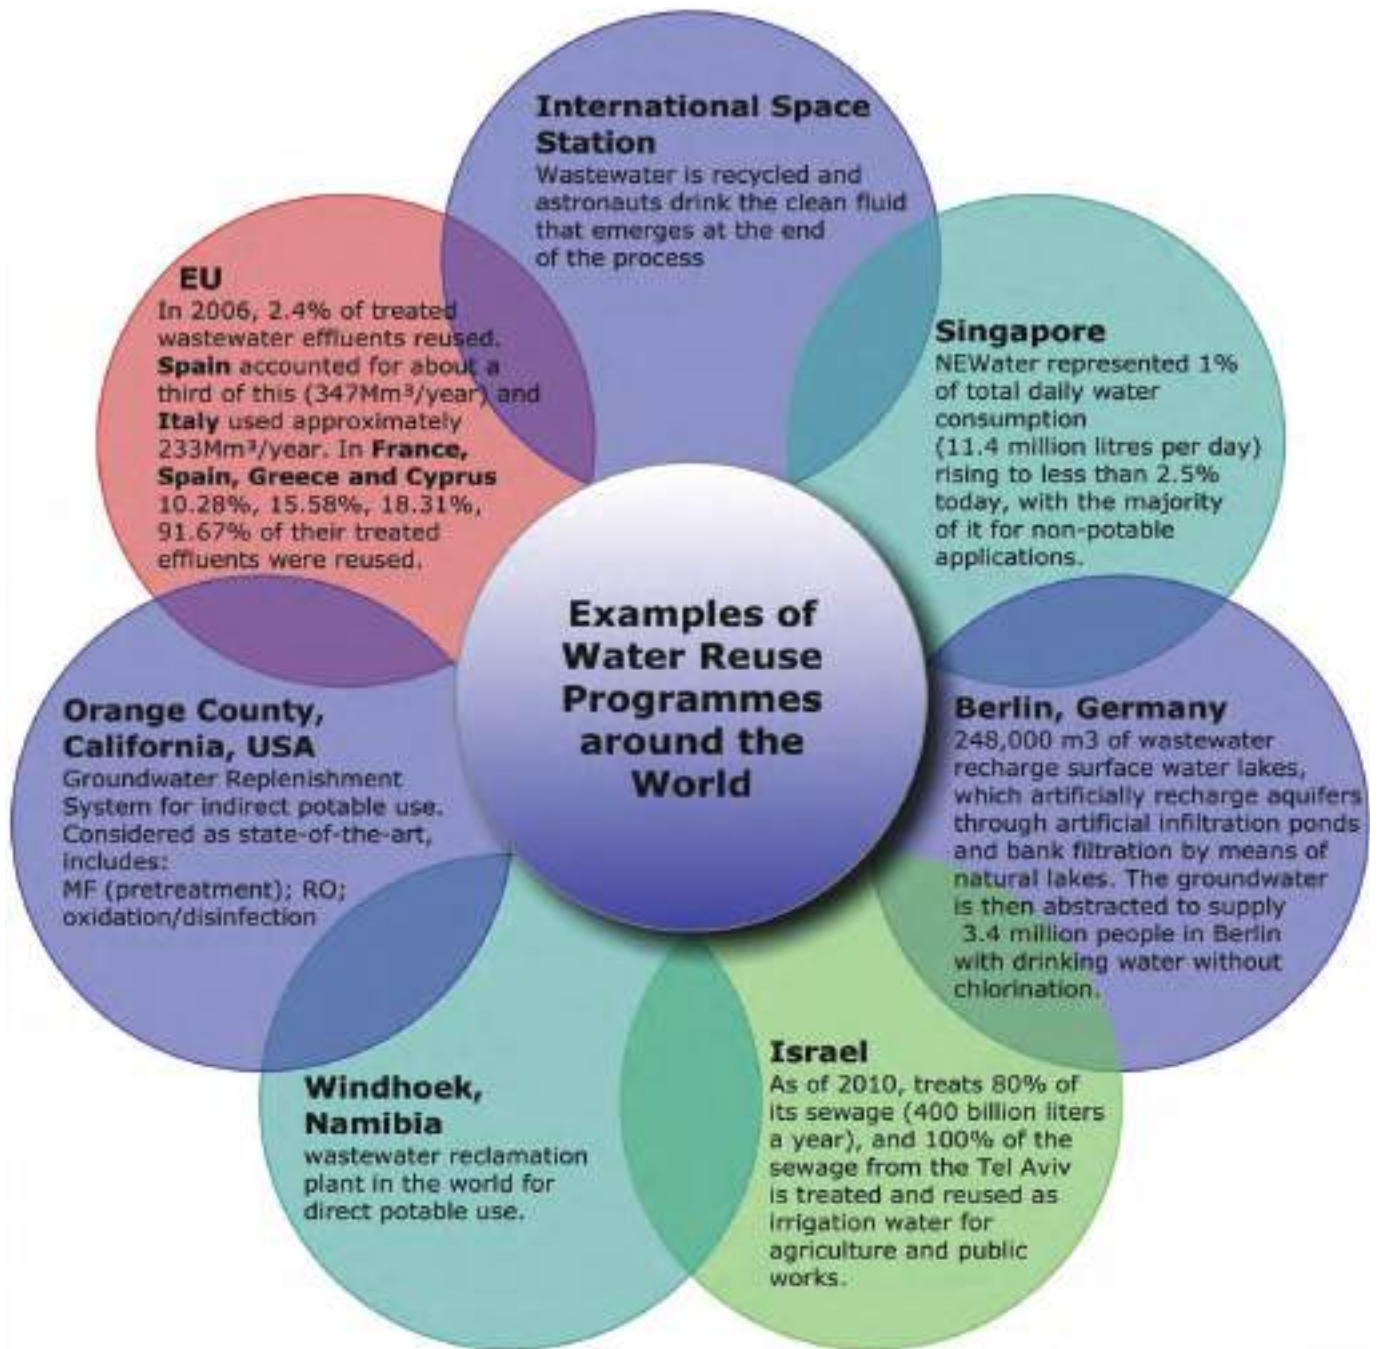 International Space
Station
Wastewater is recycled and
astronauts drink the clean fluid
that emerges at the end
of the process
Singapore
NEWater represented 1%
of total daily water
consumption
(11.4 million litres per day)
rising to less than 2.5%
today, with the majority
of it for non-potable
applications.
Berlin, Germany
248,000 m3 of wastewater
recharge surface water lakes,
which artificially recharge aquifers
through artificial infiltration ponds
and bank filtration by means of
natural lakes. The groundwater
is then abstracted to supply
3.4 million people in Berlin
with drinking water without
chlorination.
Israel
As of 2010, treats 80% of
its sewage (400 billion liters
a year), and 100% of the
sewage from the Tel Aviv
is treated and reused as
irrigation water for
agriculture and public
works.
Windhoek,
Namibia
wastewater reclamation
plant in the world for
direct potable use.
Orange County,
California, USA
Groundwater Replenishment
System for indirect potable use.
Considered as state-of-the-art,
includes:
MF (pretreatment); RO;
oxidation/disinfection
EU
In 2006, 2.4% of treated
wastewater effluents reused.
Spain accounted for about a
third of this (347Mm³/year) and
Italy used approximately
233Mm³/year. In France,
Spain, Greece and Cyprus
10.28%, 15.58%, 18.31%,
91.67% of their treated
effluents were reused.
Examples of
Water Reuse
Programmes
around the
World